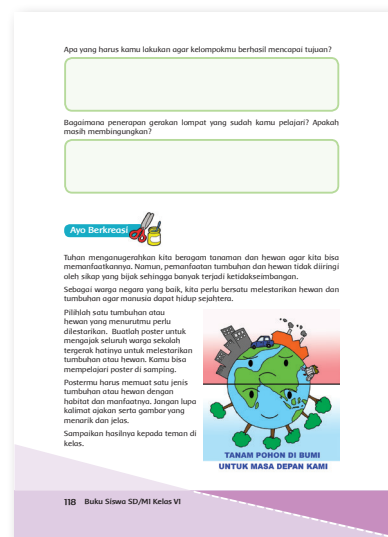 Apa yang harus kamu lakukan agar kelompokmu berhasil mencapai tujuan?
Bagaimana penerapan gerakan lompat yang sudah kamu pelajari? Apakah
masih membingungkan?
Ayo Berkreasi
Tuhan menganugerahkan kita beragam tanaman dan hewan agar kita bisa
memanfaatkannya. Namun, pemanfaatan tumbuhan dan hewan tidak diiringi
oleh sikap yang bijak sehingga banyak terjadi ketidakseimbangan.
Sebagai warga negara yang baik, kita perlu bersatu melestarikan hewan dan
tumbuhan agar manusia dapat hidup sejahtera.
Pilihlah satu tumbuhan atau
hewan yang menurutmu perlu
dilestarikan. Buatlah poster untuk
mengajak seluruh warga sekolah
tergerak hatinya untuk melestarikan
tumbuhan atau hewan. Kamu bisa
mempelajari poster di samping.
Postermu harus memuat satu jenis
tumbuhan atau hewan dengan
habitat dan manfaatnya. Jangan lupa
kalimat ajakan serta gambar yang
menarik dan jelas.
Sampaikan hasilnya kepada teman di
kelas.
TANAM POHON DI BUMI
UNTUK MASA DEPAN KAMI
118 Buku Siswa SD/MI Kelas VI